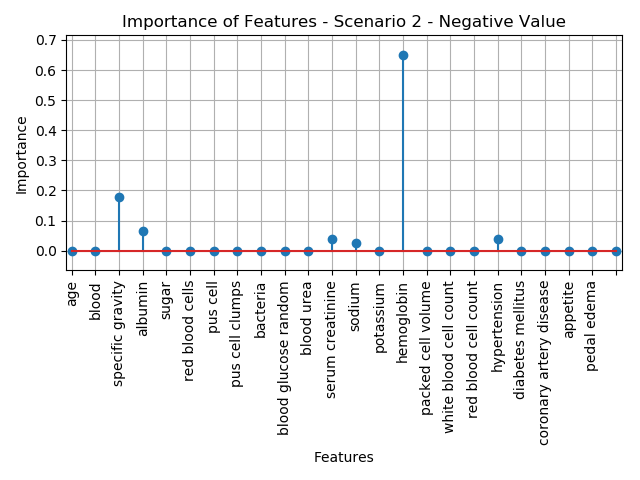 Importance of Features - Scenario 2 - Negative Value
0.7
0.6
0.5
0.4
0.3
0.2
0.1
0.0
Importance
age
blood
specific gravity
albumin
sugar
red blood cells
pus cell
pus cell clumps
bacteria
blood glucose random
blood urea
serum creatinine
sodium
potassium
hemoglobin
packed cell volume
white blood cell count
red blood cell count
hypertension
diabetes mellitus
coronary artery disease
appetite
pedal edema
Features